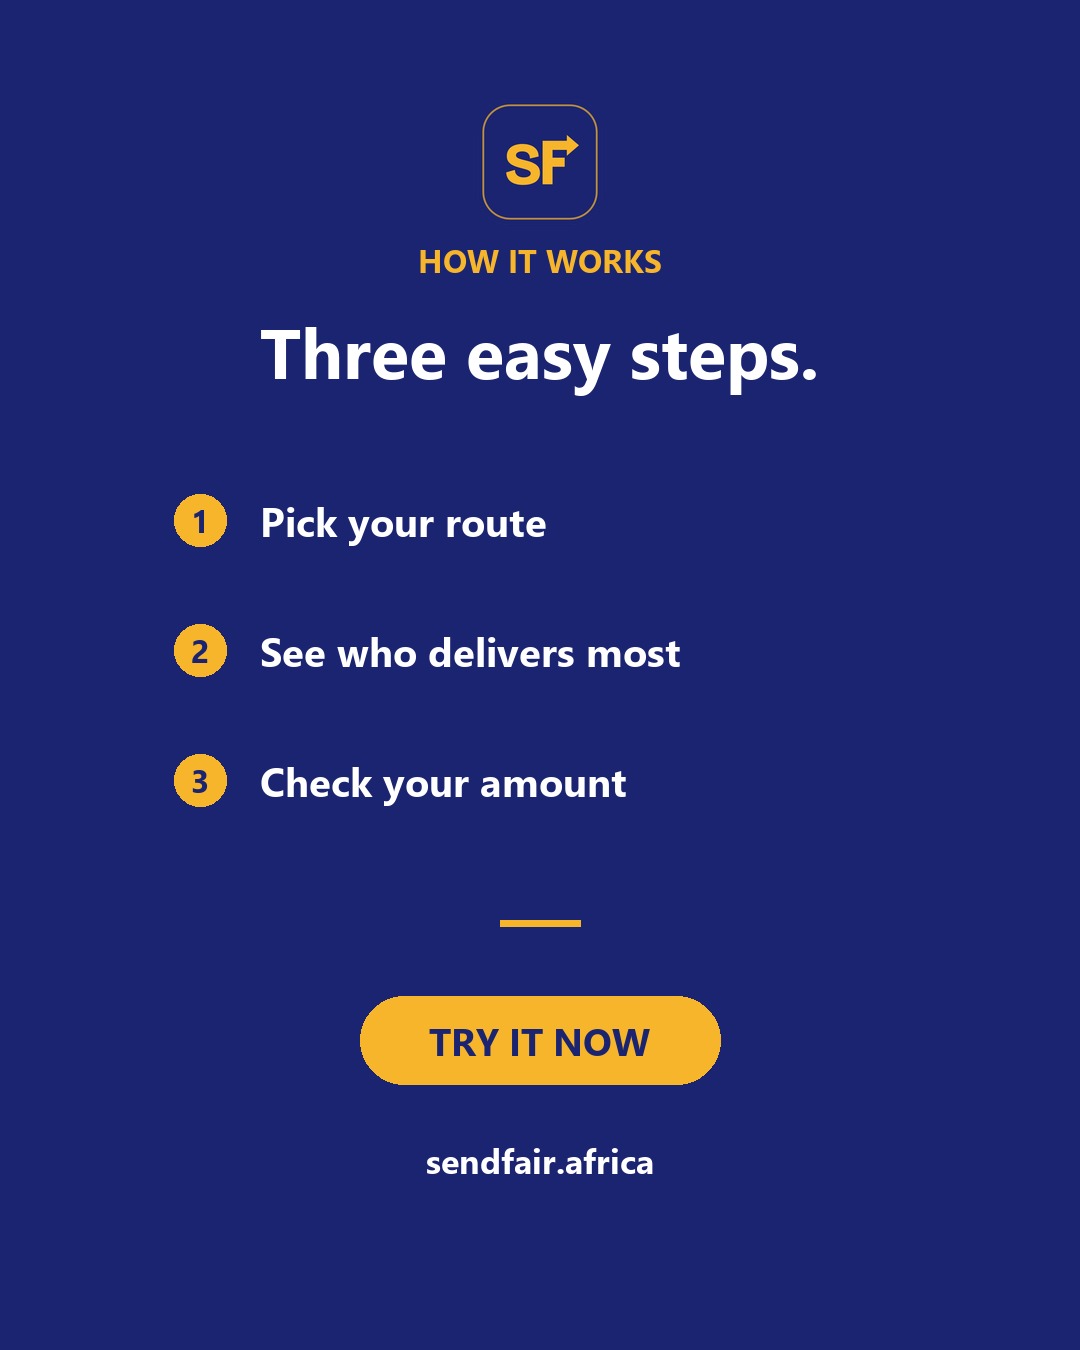 SF
HOW IT WORKS
Three easy steps.
1 Pick your route
2 See who delivers most
3 Check your amount
TRY IT NOW
sendfair.africa